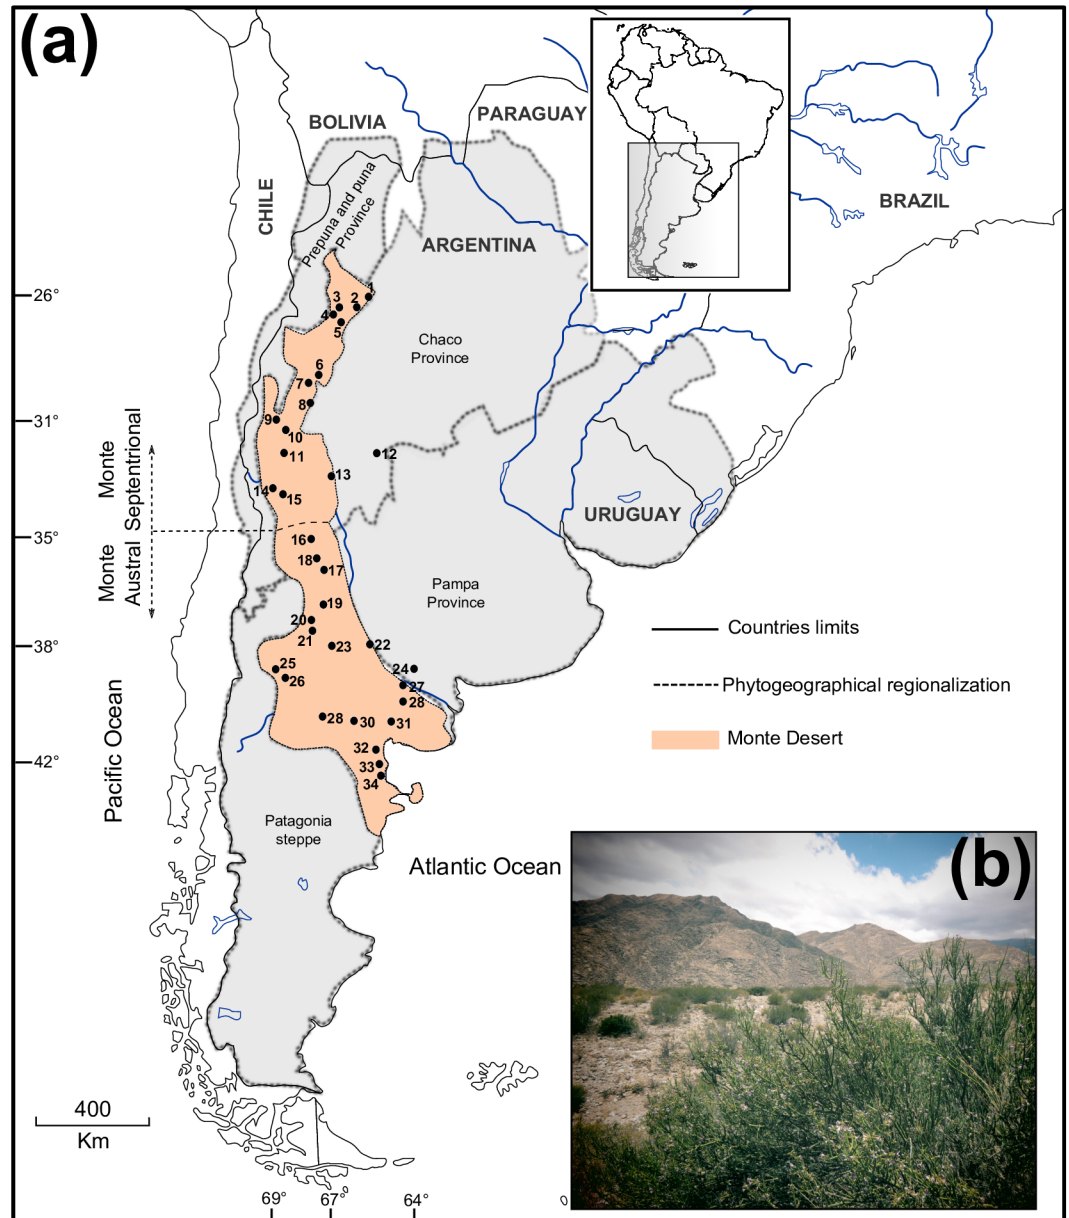 (a)
BOLIVIA
PARAGUAY
CHILE
BRAZIL
Prepuna and puna
Province
ARGENTINA
26°
1
3
2
4
5
Chaco
Province
6
7
8
31°
9
10
11
12
13
14
15
Monte
Septentrional
URUGUAY
35°
16
18
17
Monte
Austral
Pampa
Province
19
20
21
22
23
38°
24
25
26
27
28
28
30
31
32
33
34
42°
Countries limits
Phytogeographical regionalization
Monte Desert
Pacific Ocean
Patagonia
steppe
Atlantic Ocean
(b)
400
Km
69°
67°
64°